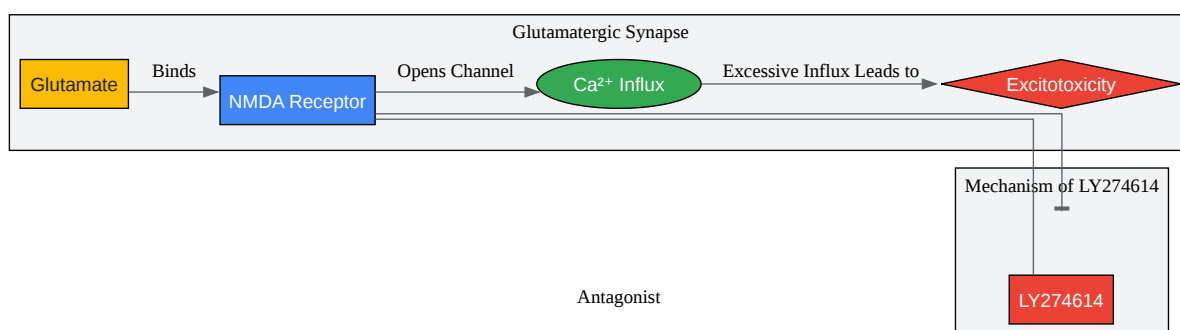 Glutamatergic Synapse
Glutamate
Binds
NMDA Receptor
Opens Channel
Ca²⁺ Influx
Excessive Influx Leads to
Excitotoxicity
Mechanism of LY274614
Antagonist
LY274614